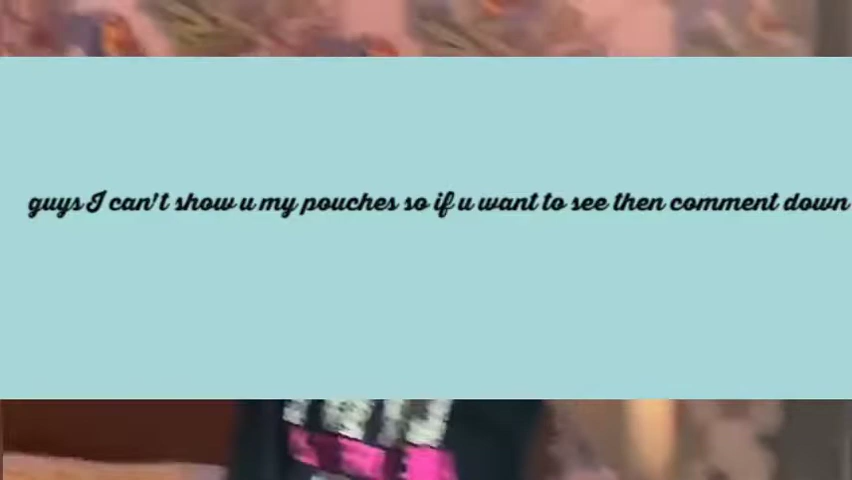 guys I can't show u my pouches so if u want to see then comment down